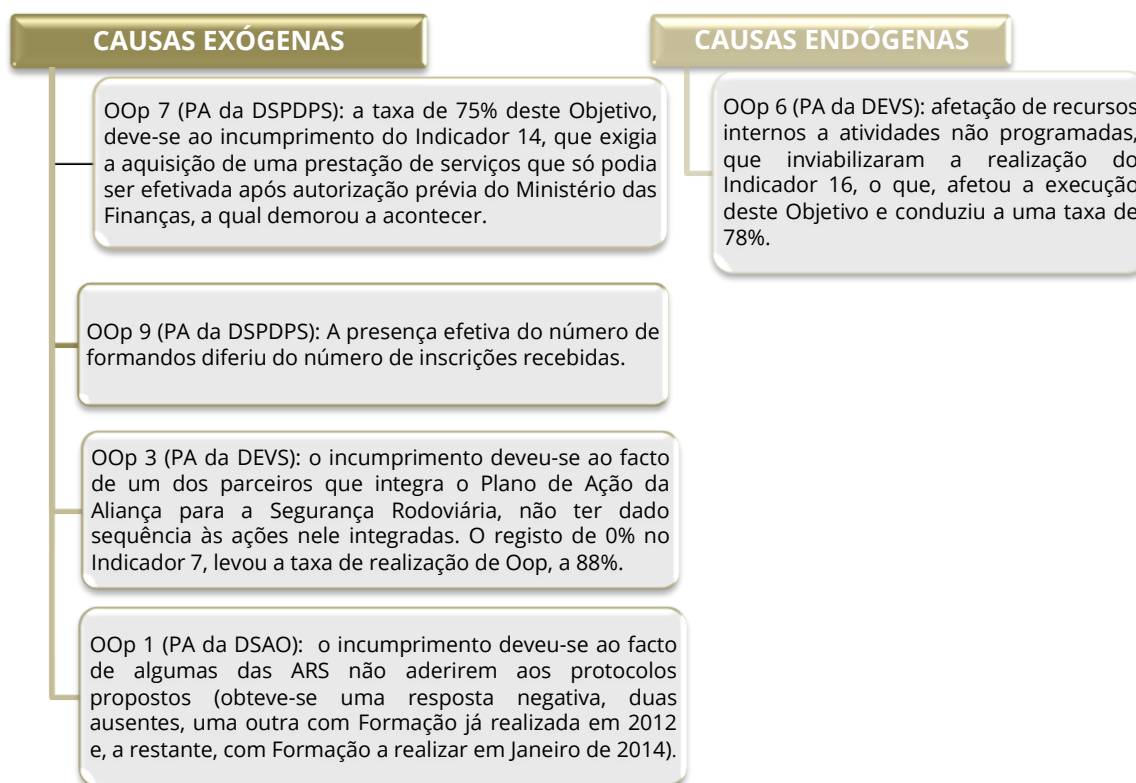 CAUSAS EXÓGENAS
OOp 7 (PA da DSPDPS): a taxa de 75% deste Objetivo,
deve-se ao incumprimento do Indicador 14, que exigia
a aquisição de uma prestação de serviços que só podia
ser efetivada após autorização prévia do Ministério das
Finanças, a qual demorou a acontecer.
OOp 9 (PA da DSPDPS): A presença efetiva do número de
formandos diferiu do número de inscrições recebidas.
OOp 3 (PA da DEVS): o incumprimento deveu-se ao facto
de um dos parceiros que integra o Plano de Ação da
Aliança para a Segurança Rodoviária, não ter dado
sequência às ações nele integradas. O registo de 0% no
Indicador 7, levou a taxa de realização de Oop, a 88%.
OOp 1 (PA da DSAO): o incumprimento deveu-se ao facto
de algumas das ARS não aderirem aos protocolos
propostos (obteve-se uma resposta negativa, duas
ausentes, uma outra com Formação já realizada em 2012
e, a restante, com Formação a realizar em Janeiro de 2014).
CAUSAS ENDÓGENAS
OOp 6 (PA da DEVS): afetação de recursos
internos a atividades não programadas,
que inviabilizaram a realização do
Indicador 16, o que, afetou a execução
deste Objetivo e conduziu a uma taxa de
78%.